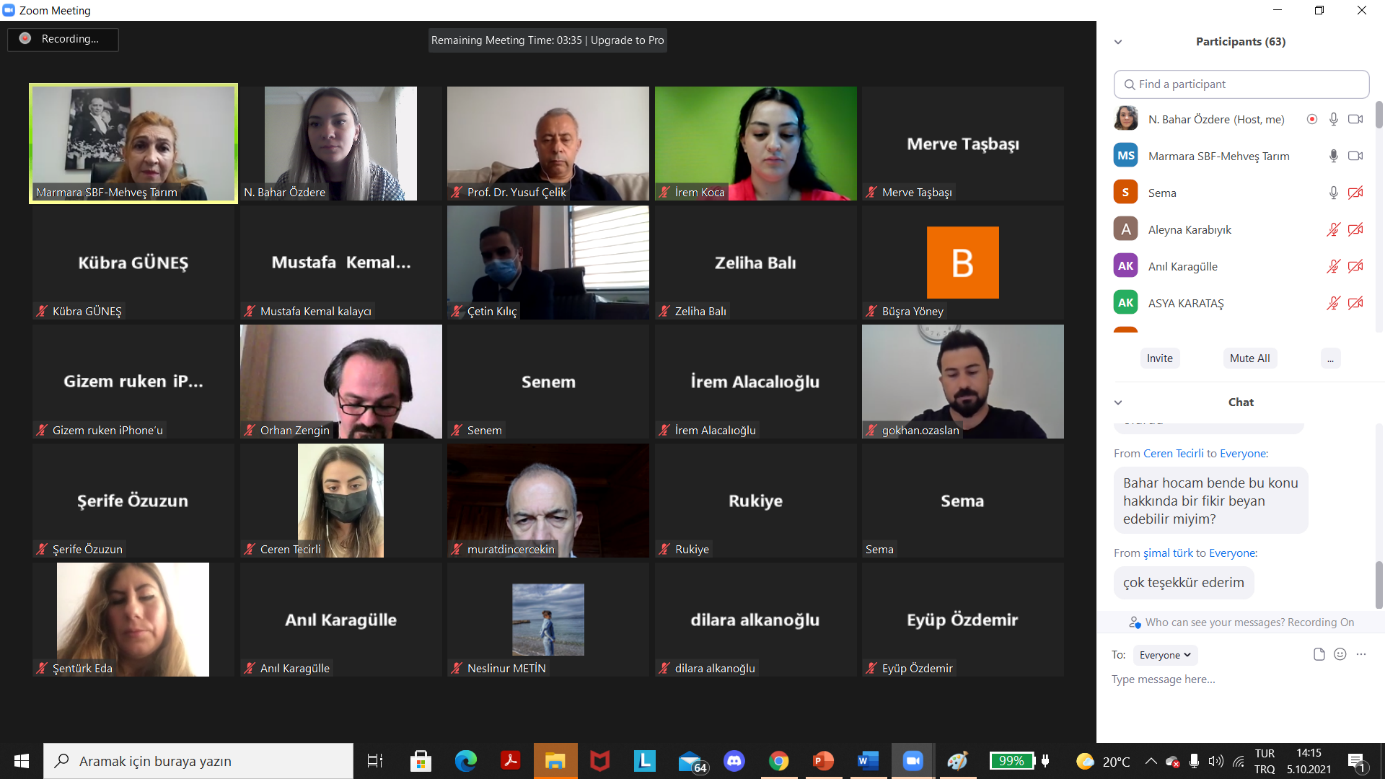 Zoom Meeting
Recording...
Remaining Meeting Time: 03:35 | Upgrade to Pro
Marmara SBF-Mehveş Tarım
N. Bahar Özdere
Prof. Dr. Yusuf Çelik
İrem Koca
Merve Taşbaşı
Merve Taşbaşı
Kübra GÜNEŞ
Kübra GÜNEŞ
Mustafa Kemal...
Mustafa Kemal kalaycı
Çetin Kılıç
Zeliha Balı
Zeliha Balı
B
Büşra Yöney
Gizem ruken iP...
Gizem ruken iPhone'u
Orhan Zengin
Senem
Senem
İrem Alacalıoğlu
İrem Alacalıoğlu
gokhan.ozaslan
Şerife Özuzun
Şerife Özuzun
Ceren Tecirli
muratdincercekin
Rukiye
Rukiye
Sema
Sema
Şentürk Eda
Anıl Karagülle
Anıl Karagülle
Neslinur METİN
dilara alkanoğlu
dilara alkanoğlu
Eyüp Özdemir
Eyüp Özdemir
Participants (63)
Find a participant
N. Bahar Özdere (Host, me)
MS Marmara SBF-Mehveş Tarım
S Sema
A Aleyna Karabıyık
AK Anıl Karagülle
AK ASYA KARATAŞ
Invite Mute All ...
Chat
From Ceren Tecirli to Everyone:
Bahar hocam bende bu konu
hakkında bir fikir beyan
edebilir miyim?
From şimal türk to Everyone:
çok teşekkür ederim
Who can see your messages? Recording On
To: Everyone
Type message here...
Aramak için buraya yazın
L
64
99%
20°C
TUR
TRQ
14:15
5.10.2021
1